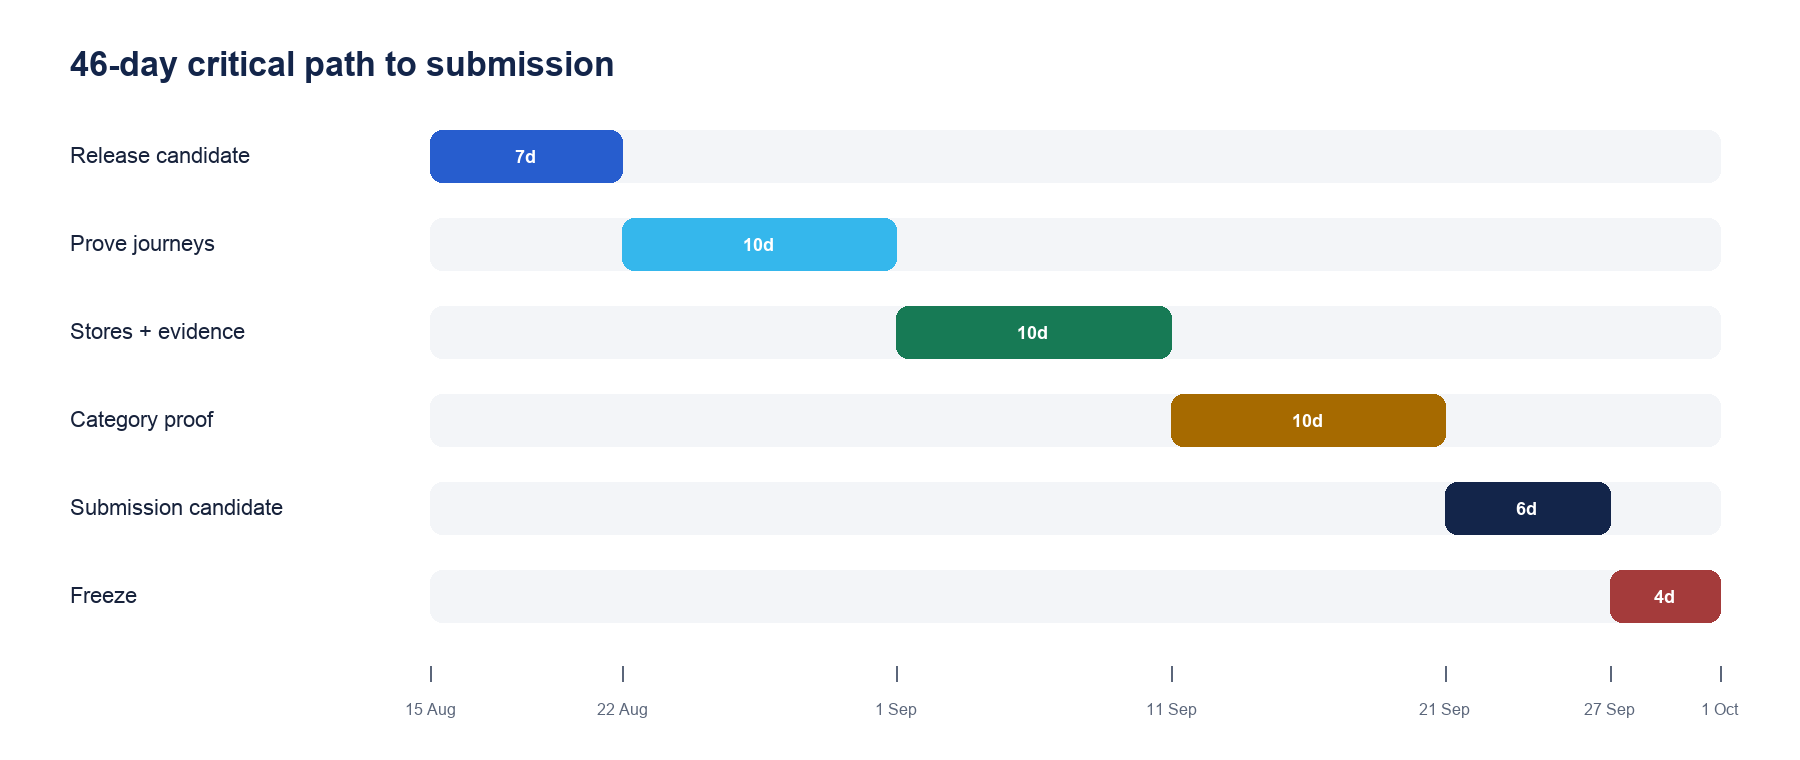 46-day critical path to submission
Release candidate
7d
Prove journeys
10d
Stores + evidence
10d
Category proof
10d
Submission candidate
6d
Freeze
4d
15 Aug
22 Aug
1 Sep
11 Sep
21 Sep
27 Sep
1 Oct